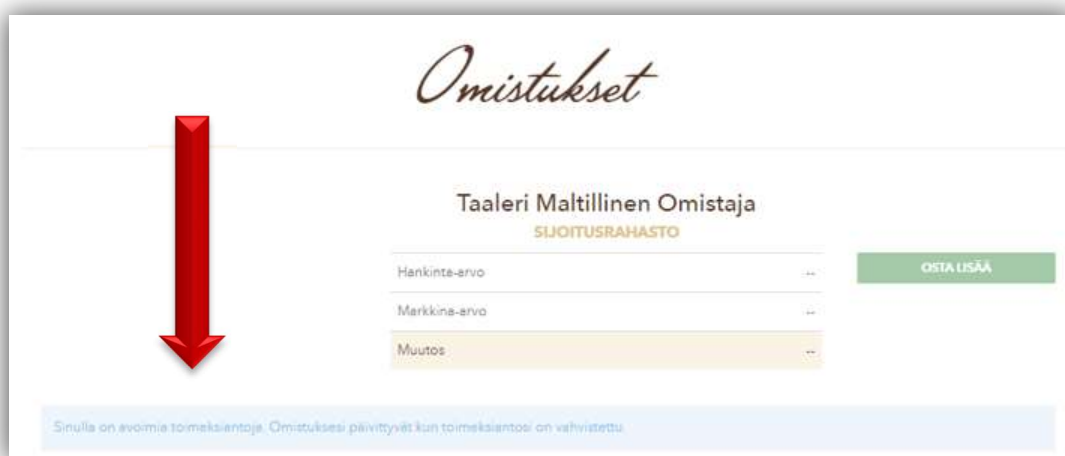 Omistukset
Taaleri Maltillinen Omistaja
SIJOITUSRAHASTO
Hankinta-arvo --
OSTA LISÄÄ
Markkina-arvo --
Muutos --
Sinulla on avoimia toimeksiantoja. Omistuksesi päivittyvät kun toimeksiantosi on vahvistettu.